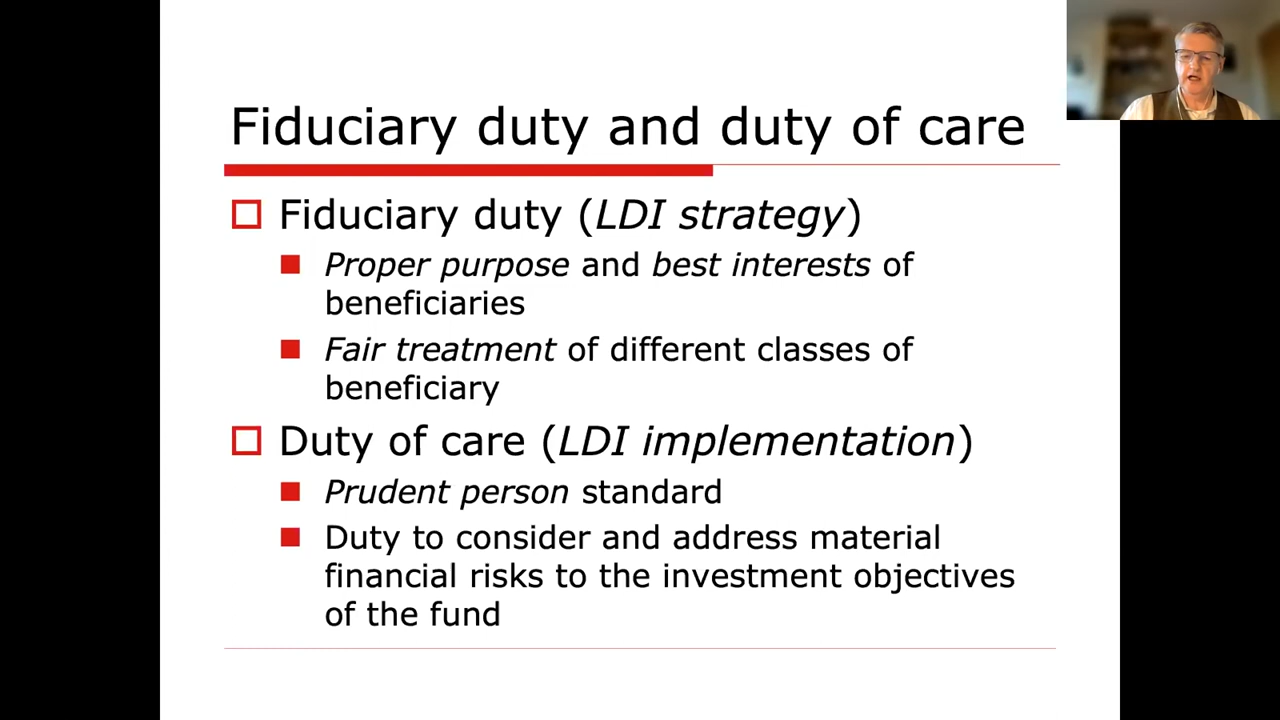 Fiduciary duty and duty of care
Fiduciary duty (LDI strategy)
Proper purpose and best interests of
beneficiaries
Fair treatment of different classes of
beneficiary
Duty of care (LDI implementation)
Prudent person standard
Duty to consider and address material
financial risks to the investment objectives
of the fund